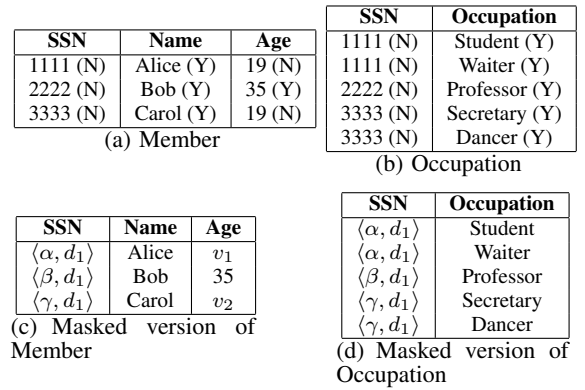 SSN Name Age
1111 (N) Alice (Y) 19 (N)
2222 (N) Bob (Y) 35 (Y)
3333 (N) Carol (Y) 19 (N)
(a) Member
SSN Occupation
1111 (N) Student (Y)
1111 (N) Waiter (Y)
2222 (N) Professor (Y)
3333 (N) Secretary (Y)
3333 (N) Dancer (Y)
(b) Occupation
SSN Name Age
⟨α, d₁⟩ Alice v₁
⟨β, d₁⟩ Bob 35
⟨γ, d₁⟩ Carol v₂
(c) Masked version of
Member
SSN Occupation
⟨α, d₁⟩ Student
⟨α, d₁⟩ Waiter
⟨β, d₁⟩ Professor
⟨γ, d₁⟩ Secretary
⟨γ, d₁⟩ Dancer
(d) Masked version of
Occupation